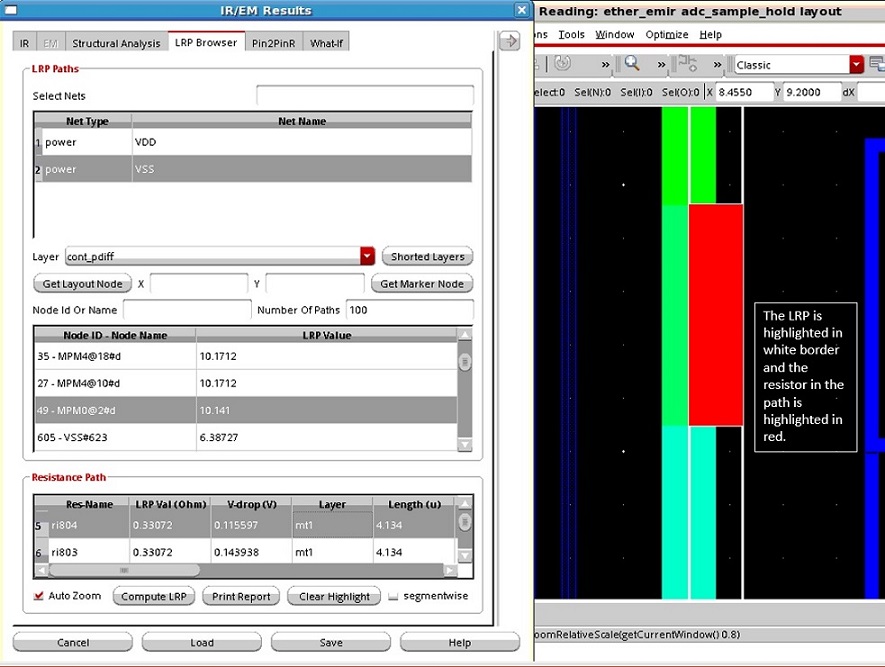 IR/EM Results
IR EM Structural Analysis LRP Browser Pin2PinR What-If
LRP Paths
Select Nets
Net Type Net Name
1 power VDD
2 power VSS
Layer cont_pdiff Shorted Layers
Get Layout Node X Y Get Marker Node
Node Id Or Name Number Of Paths 100
Node ID - Node Name LRP Value
35 - MPM4@18#d 10.1712
27 - MPM4@10#d 10.1712
49 - MPM0@2#d 10.141
605 - VSS#623 6.38727
Resistance Path
Res-Name LRP Val (Ohm) V-drop (V) Layer Length (u)
5 ri804 0.33072 0.115597 mt1 4.134
6 ri803 0.33072 0.143938 mt1 4.134
Auto Zoom Compute LRP Print Report Clear Highlight segmentwise
Cancel Load Save Help
Reading: ether_emir adc_sample_hold layout
ons Tools Window Optimize Help
» » » Classic
elect:0 Sel(N):0 Sel(I):0 Sel(O):0 X 8.4550 Y 9.2000 dX
The LRP is
highlighted in
white border
and the
resistor in the
path is
highlighted in
red.
oomRelativeScale(getCurrentWindow() 0.8)